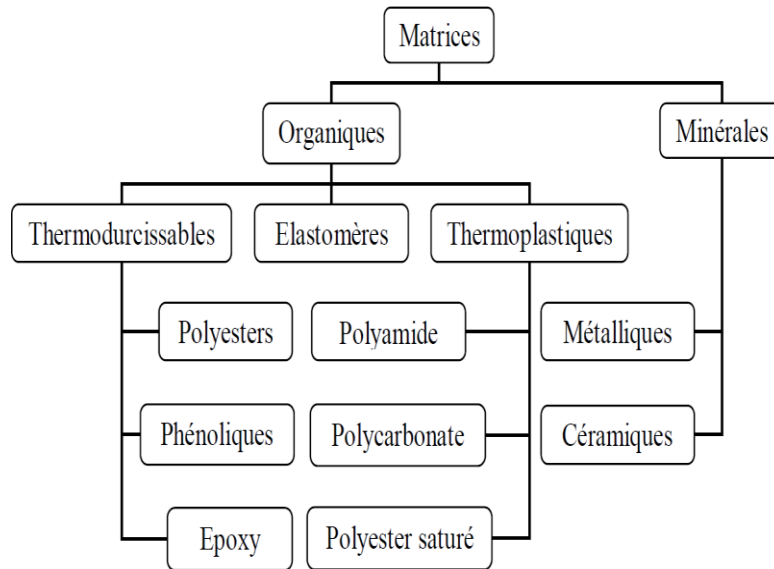 Matrices
Organiques
Minérales
Thermodurcissables
Elastomères
Thermoplastiques
Polyesters
Polyamide
Métalliques
Phénoliques
Polycarbonate
Céramiques
Epoxy
Polyester saturé